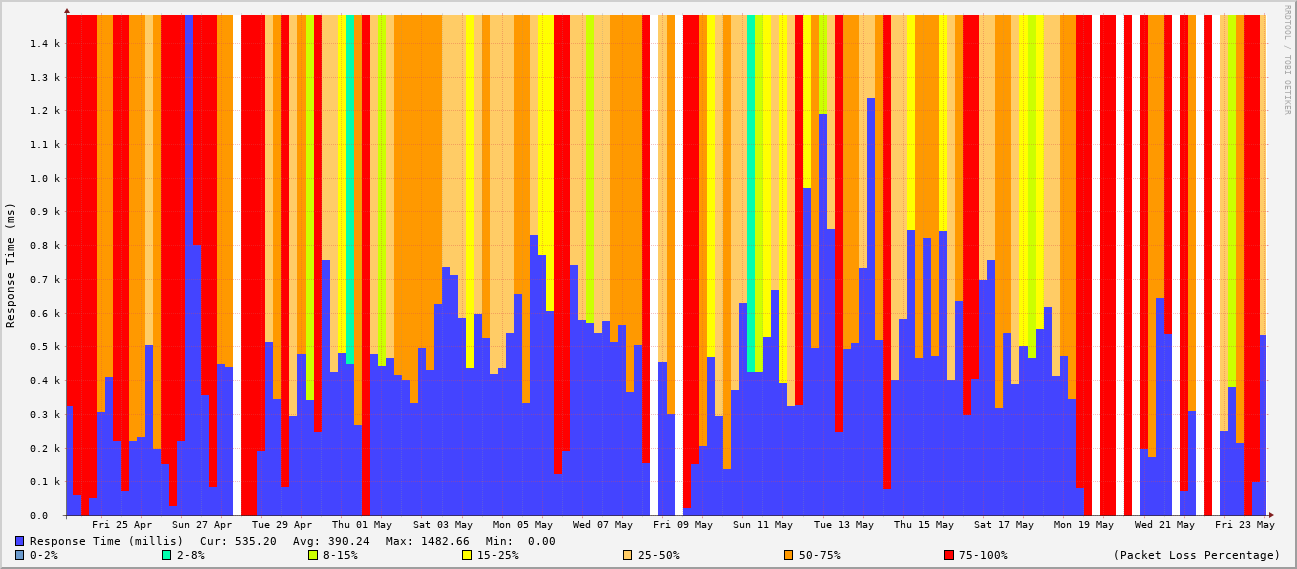 RRDTOOL / TOBI OETIKER
Response Time (ms)
1.4 k
1.3 k
1.2 k
1.1 k
1.0 k
0.9 k
0.8 k
0.7 k
0.6 k
0.5 k
0.4 k
0.3 k
0.2 k
0.1 k
0.0
Fri 25 Apr Sun 27 Apr Tue 29 Apr Thu 01 May Sat 03 May Mon 05 May Wed 07 May Fri 09 May Sun 11 May Tue 13 May Thu 15 May Sat 17 May Mon 19 May Wed 21 May Fri 23 May
Response Time (millis) Cur: 535.20 Avg: 390.24 Max: 1482.66 Min: 0.00
0-2% 2-8% 8-15% 15-25% 25-50% 50-75% 75-100% (Packet Loss Percentage)